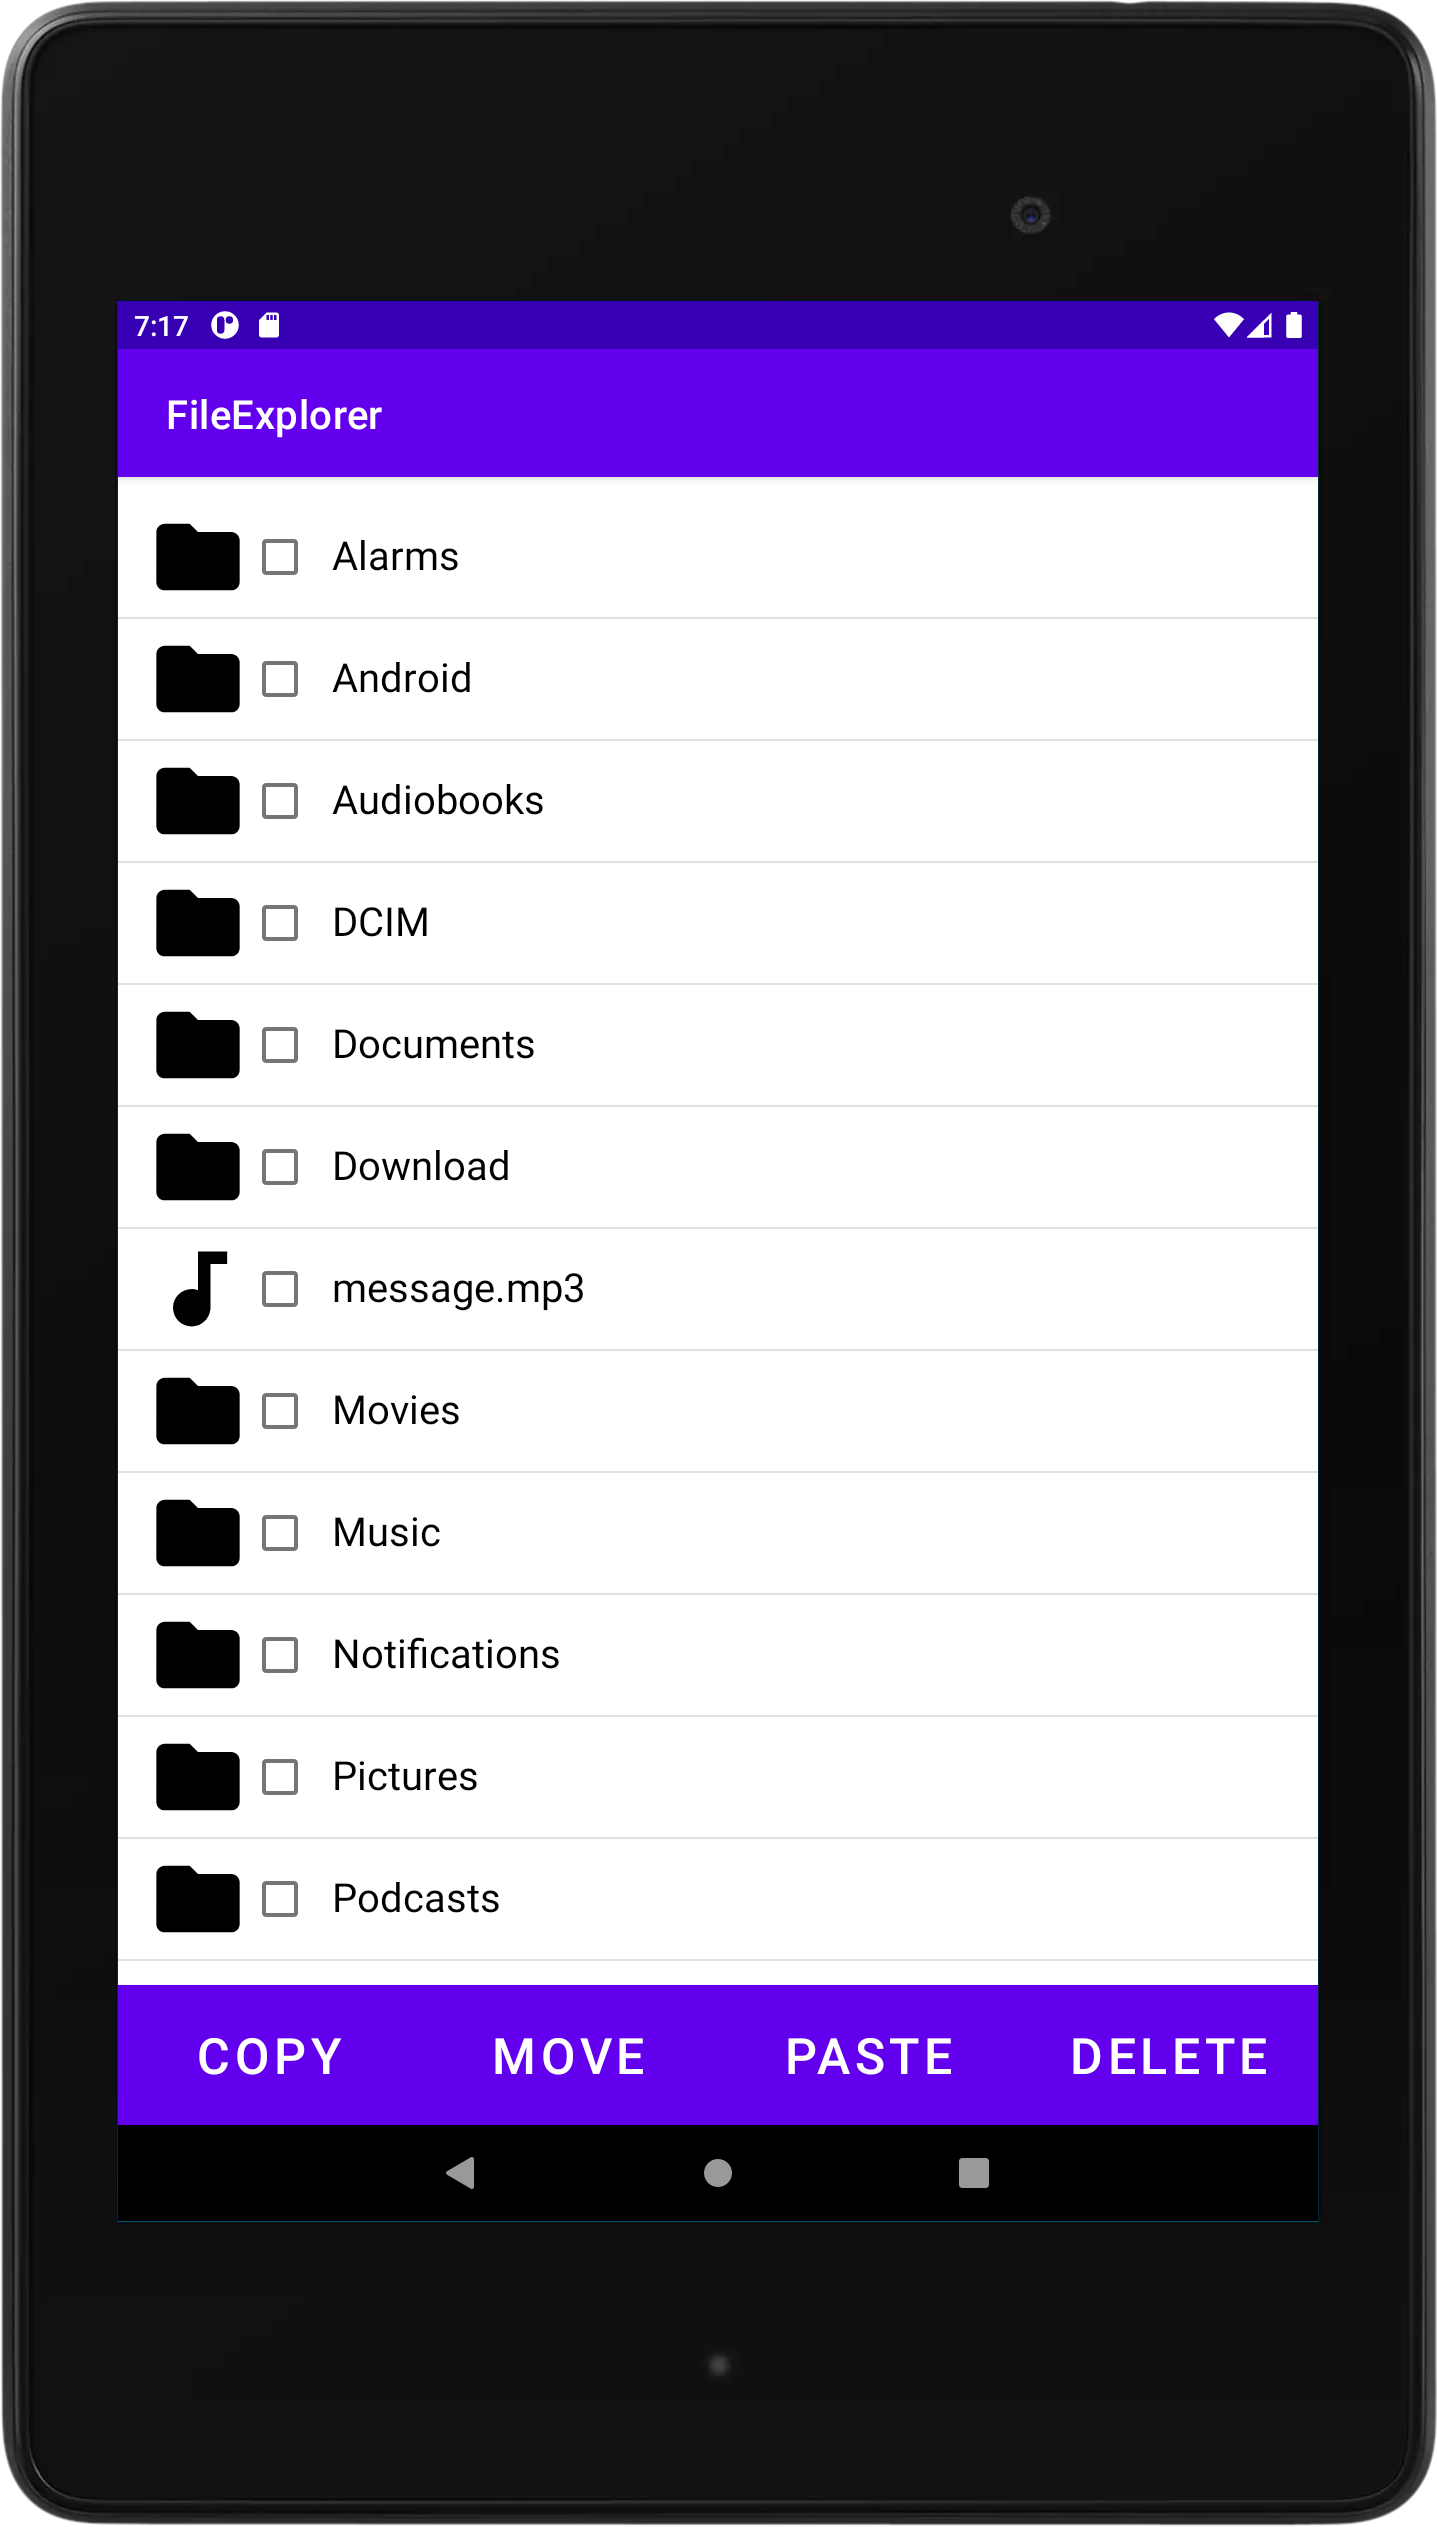 7:17
FileExplorer
Alarms
Android
Audiobooks
DCIM
Documents
Download
message.mp3
Movies
Music
Notifications
Pictures
Podcasts
COPY MOVE PASTE DELETE